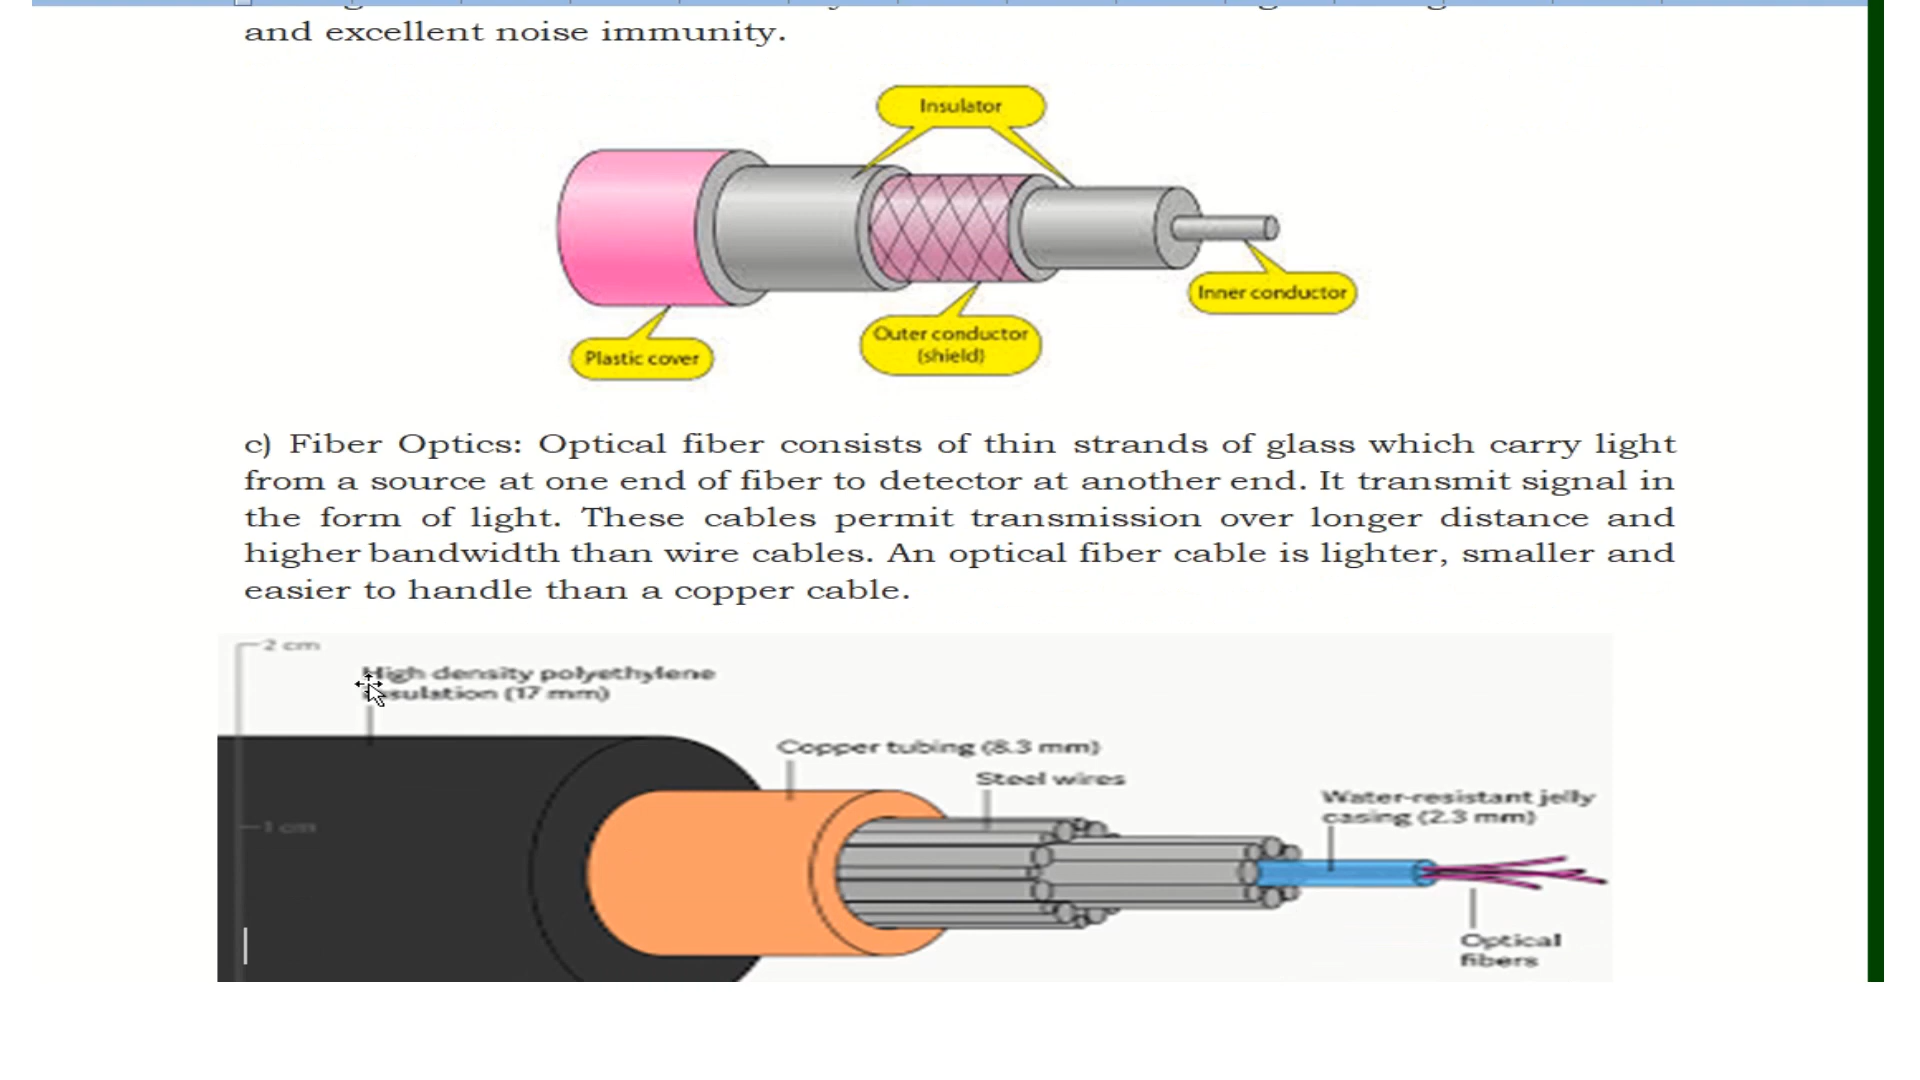 and excellent noise immunity.
Insulator
Inner conductor
Outer conductor
(shield)
Plastic cover
c) Fiber Optics: Optical fiber consists of thin strands of glass which carry light
from a source at one end of fiber to detector at another end. It transmit signal in
the form of light. These cables permit transmission over longer distance and
higher bandwidth than wire cables. An optical fiber cable is lighter, smaller and
easier to handle than a copper cable.
2 cm
High density polyethylene
insulation (17 mm)
Copper tubing (8.3 mm)
Steel wires
Water-resistant jelly
casing (2.3 mm)
1 cm
Optical
fibers